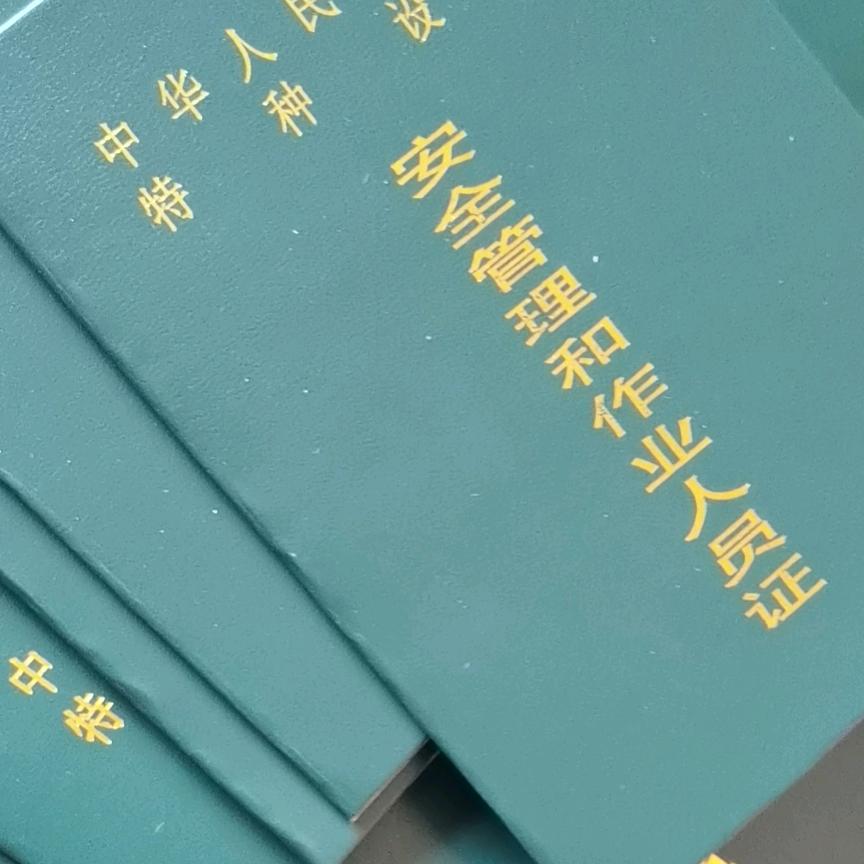 中华人民
特种设
安全管理和作业人员证
中
特